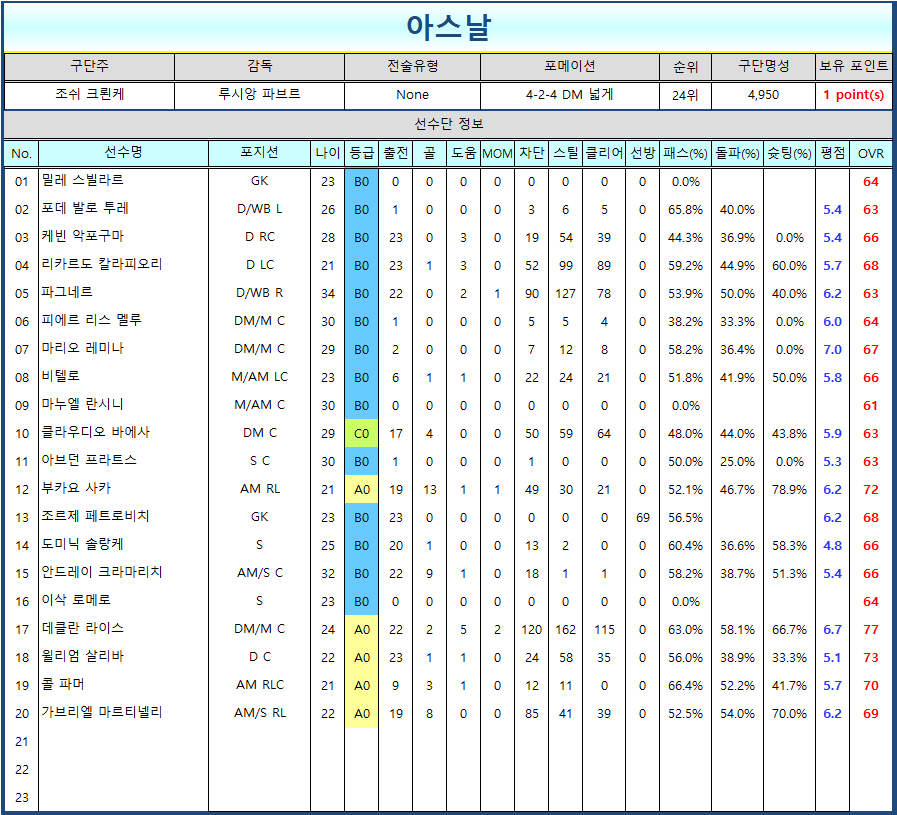 아스날
구단주 감독 전술유형 포메이션 순위 구단명성 보유 포인트
조쉬 크뢴케 루시앙 파브르 None 4-2-4 DM 넓게 24위 4,950 1 point(s)
선수단 정보
No. 선수명 포지션 나이 등급 출전 골 도움 MOM 차단 스틸 클리어 선방 패스(%) 돌파(%) 슛팅(%) 평점 OVR
01 밀레 스빌라르 GK 23 B0 0 0 0 0 0 0 0 0 0.0% 64
02 포데 발로 투레 D/WB L 26 B0 1 0 0 0 3 6 5 0 65.8% 40.0% 5.4 63
03 케빈 악포구마 D RC 28 B0 23 0 3 0 19 54 39 0 44.3% 36.9% 0.0% 5.4 66
04 리카르도 칼라피오리 D LC 21 B0 23 1 3 0 52 99 89 0 59.2% 44.9% 60.0% 5.7 68
05 파그네르 D/WB R 34 B0 22 0 2 1 90 127 78 0 53.9% 50.0% 40.0% 6.2 63
06 피에르 리스 멜루 DM/M C 30 B0 1 0 0 0 5 5 4 0 38.2% 33.3% 0.0% 6.0 64
07 마리오 레미나 DM/M C 29 B0 2 0 0 0 7 12 8 0 58.2% 36.4% 0.0% 7.0 67
08 비텔로 M/AM LC 23 B0 6 1 1 0 22 24 21 0 51.8% 41.9% 50.0% 5.8 66
09 마누엘 란시니 M/AM C 30 B0 0 0 0 0 0 0 0 0 0.0% 61
10 클라우디오 바에사 DM C 29 C0 17 4 0 0 50 59 64 0 48.0% 44.0% 43.8% 5.9 63
11 아브던 프라트스 S C 30 B0 1 0 0 0 1 0 0 0 50.0% 25.0% 0.0% 5.3 63
12 부카요 사카 AM RL 21 A0 19 13 1 1 49 30 21 0 52.1% 46.7% 78.9% 6.2 72
13 조르제 페트로비치 GK 23 B0 23 0 0 0 0 0 0 69 56.5% 6.2 68
14 도미닉 솔랑케 S 25 B0 20 1 0 0 13 2 0 0 60.4% 36.6% 58.3% 4.8 66
15 안드레이 크라마리치 AM/S C 32 B0 22 9 1 0 18 1 1 0 58.2% 38.7% 51.3% 5.4 66
16 이삭 로메로 S 23 B0 0 0 0 0 0 0 0 0 0.0% 64
17 데클란 라이스 DM/M C 24 A0 22 2 5 2 120 162 115 0 63.0% 58.1% 66.7% 6.7 77
18 윌리엄 살리바 D C 22 A0 23 1 1 0 24 58 35 0 56.0% 38.9% 33.3% 5.1 73
19 콜 파머 AM RLC 21 A0 9 3 1 0 12 11 0 0 66.4% 52.2% 41.7% 5.7 70
20 가브리엘 마르티넬리 AM/S RL 22 A0 19 8 0 0 85 41 39 0 52.5% 54.0% 70.0% 6.2 69
21
22
23